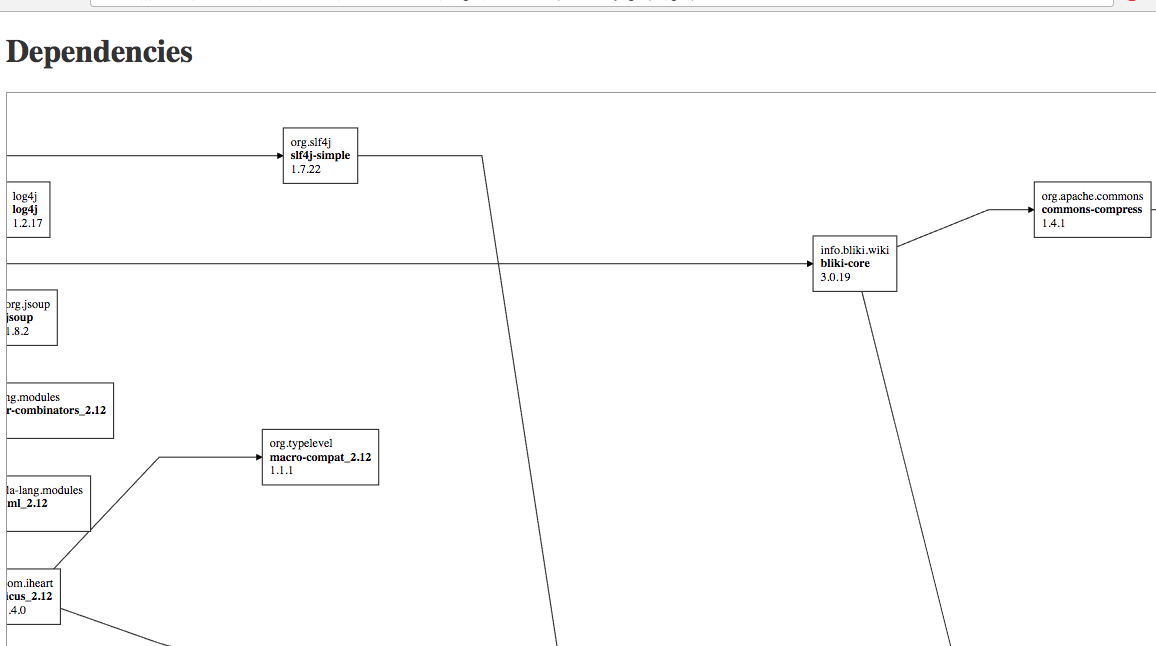 Dependencies
org.slf4j
slf4j-simple
1.7.22
log4j
log4j
1.2.17
org.apache.commons
commons-compress
1.4.1
info.bliki.wiki
bliki-core
3.0.19
org.jsoup
jsoup
1.8.2
ng.modules
r-combinators_2.12
org.typelevel
macro-compat_2.12
1.1.1
la-lang.modules
ml_2.12
om.iheart
icus_2.12
.4.0